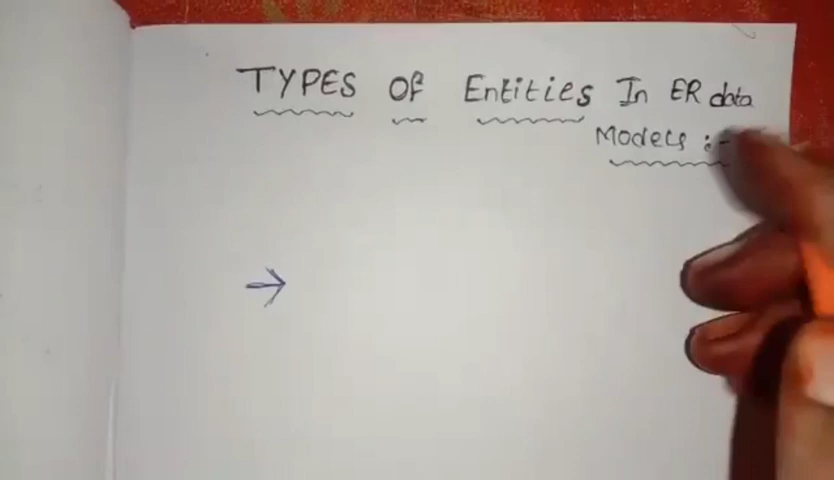 TYPES Of Entities In ER data
Models :-
→